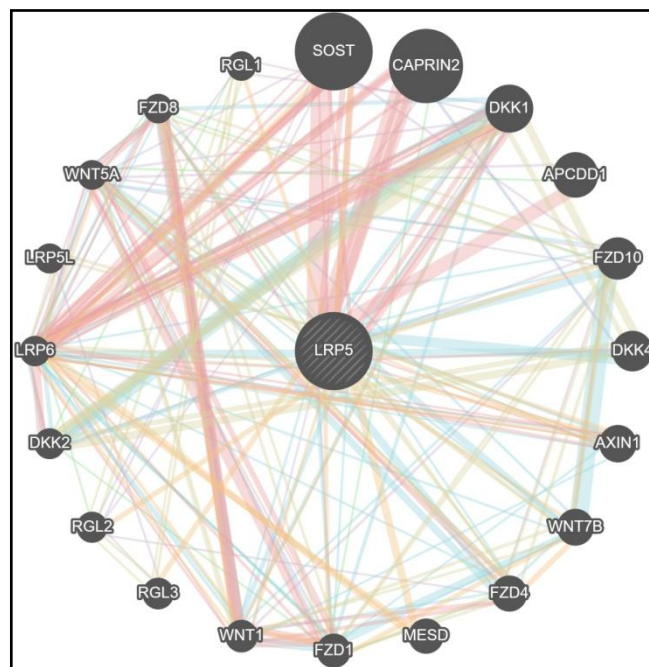 SOST
CAPRIN2
RGL1
FZD8
DKK1
WNT5A
APCDD1
LRP5L
FZD10
LRP6
LRP5
DKK4
DKK2
AXIN1
RGL2
WNT7B
RGL3
FZD4
WNT1
FZD1
MESD